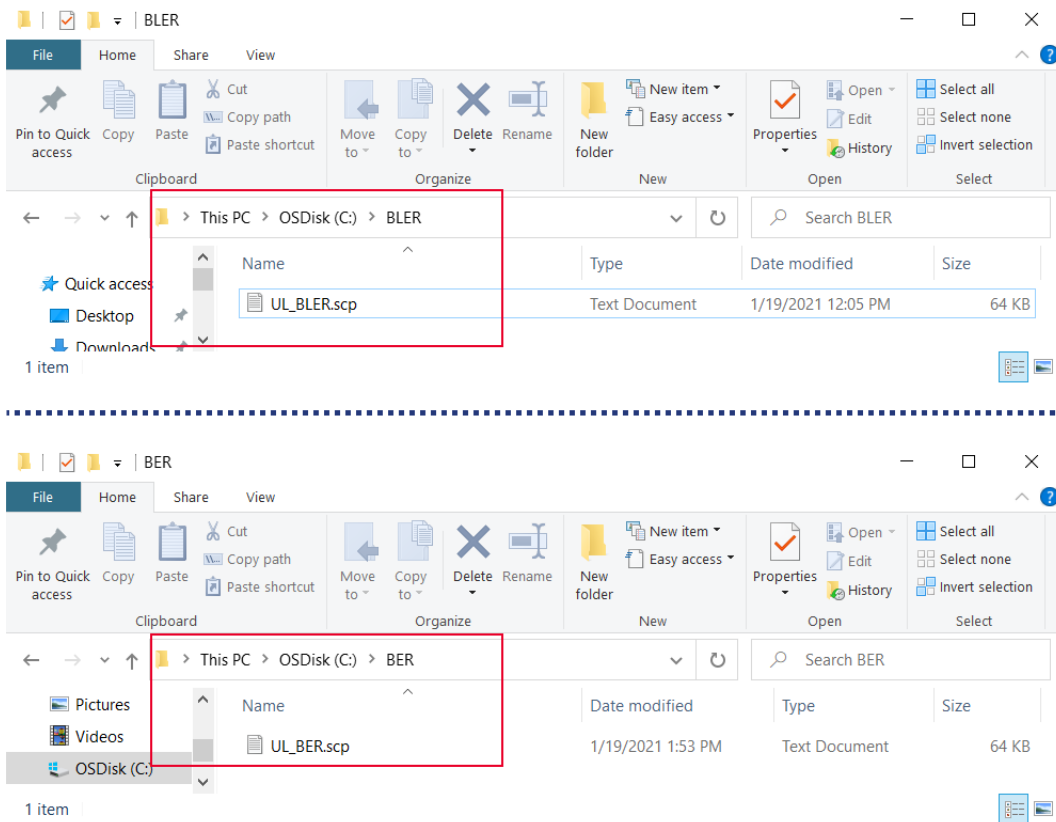 BLER
File Home Share View
Pin to Quick access Copy Paste Cut
Copy path
Paste shortcut
Move to Copy to Delete Rename New folder New item
Easy access
Properties Open
Edit
History
Select all
Select none
Invert selection
Clipboard Organize New Open Select
This PC > OSDisk (C:) > BLER Search BLER
Name Type Date modified Size
Quick access
UL_BLER.scp Text Document 1/19/2021 12:05 PM 64 KB
Desktop
Downloads
1 item
BER
File Home Share View
Pin to Quick access Copy Paste Cut
Copy path
Paste shortcut
Move to Copy to Delete Rename New folder New item
Easy access
Properties Open
Edit
History
Select all
Select none
Invert selection
Clipboard Organize New Open Select
This PC > OSDisk (C:) > BER Search BER
Pictures Name Date modified Type Size
Videos UL_BER.scp 1/19/2021 1:53 PM Text Document 64 KB
OSDisk (C:)
1 item